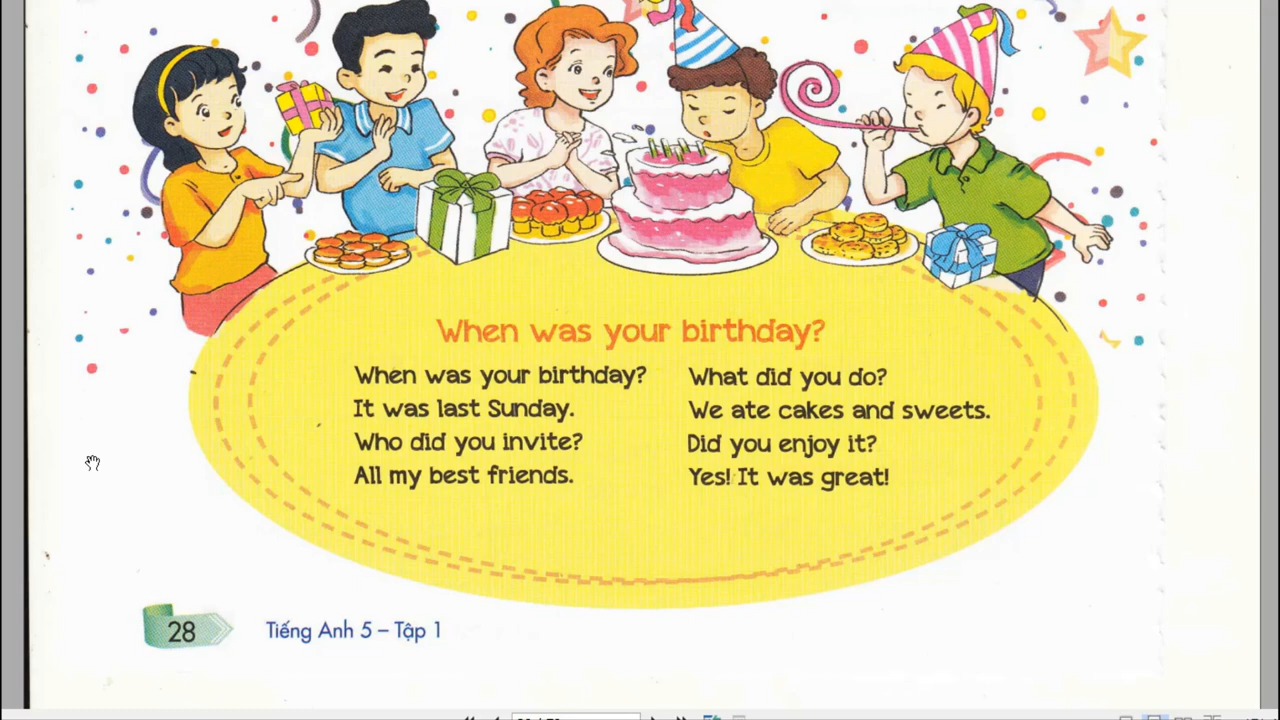 When was your birthday?
When was your birthday?
It was last Sunday.
Who did you invite?
All my best friends.
What did you do?
We ate cakes and sweets.
Did you enjoy it?
Yes! It was great!
28 Tiếng Anh 5 – Tập 1